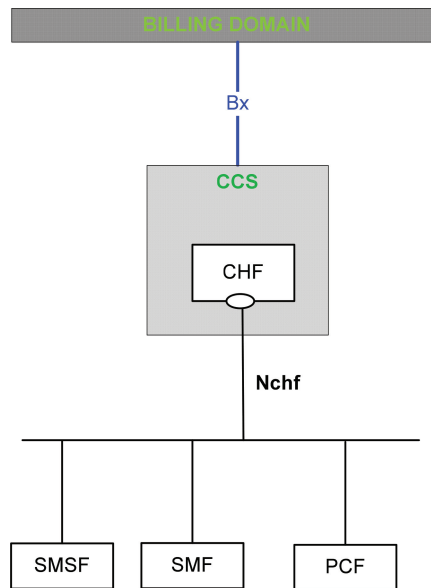 BILLING DOMAIN
Bx
CCS
CHF
Nchf
SMSF
SMF
PCF